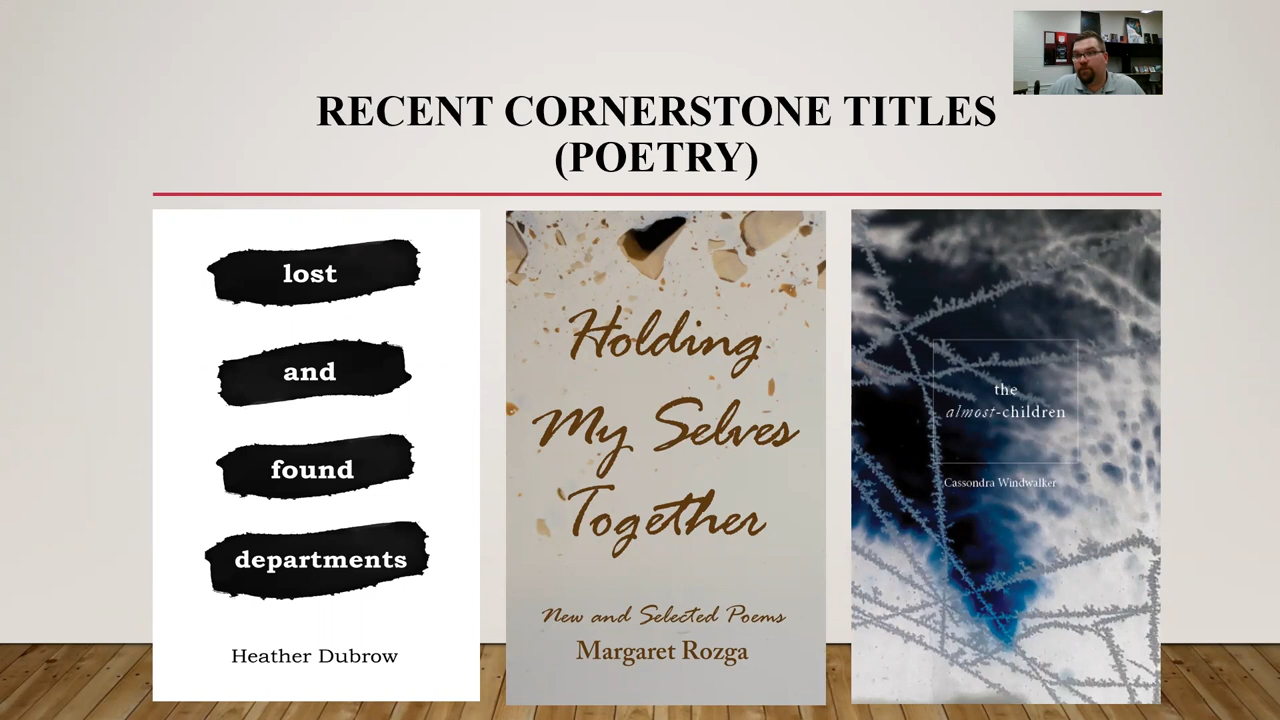 RECENT CORNERSTONE TITLES
(POETRY)
lost
and
found
departments
Heather Dubrow
Holding
My Selves
Together
New and Selected Poems
Margaret Rozga
the
almost-children
Cassondra Windwalker